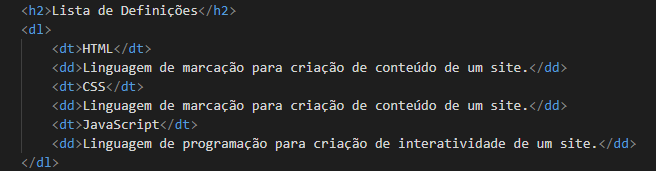 <h2>Lista de Definições</h2>
<dl>
<dt>HTML</dt>
<dd>Linguagem de marcação para criação de conteúdo de um site.</dd>
<dt>CSS</dt>
<dd>Linguagem de marcação para criação de conteúdo de um site.</dd>
<dt>JavaScript</dt>
<dd>Linguagem de programação para criação de interatividade de um site.</dd>
</dl>